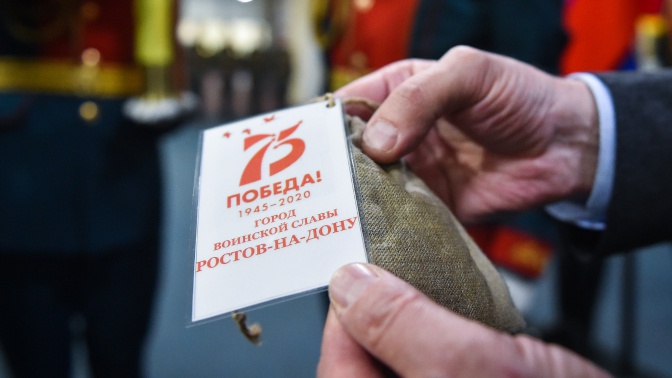 75
ПОБЕДА!
1945–2020
ГОРОД
ВОИНСКОЙ СЛАВЫ
РОСТОВ-НА-ДОНУ